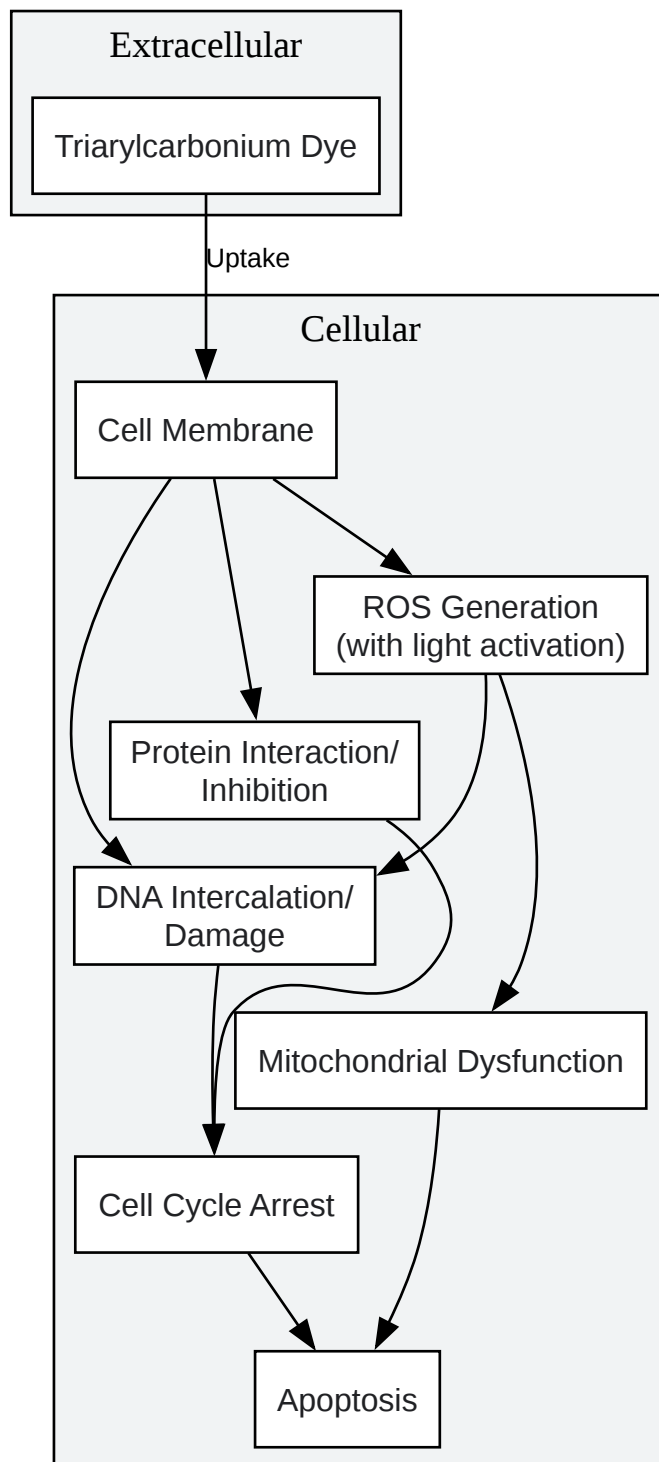 Extracellular
Triarylcarbonium Dye
Uptake
Cellular
Cell Membrane
ROS Generation
(with light activation)
Protein Interaction/
Inhibition
DNA Intercalation/
Damage
Mitochondrial Dysfunction
Cell Cycle Arrest
Apoptosis